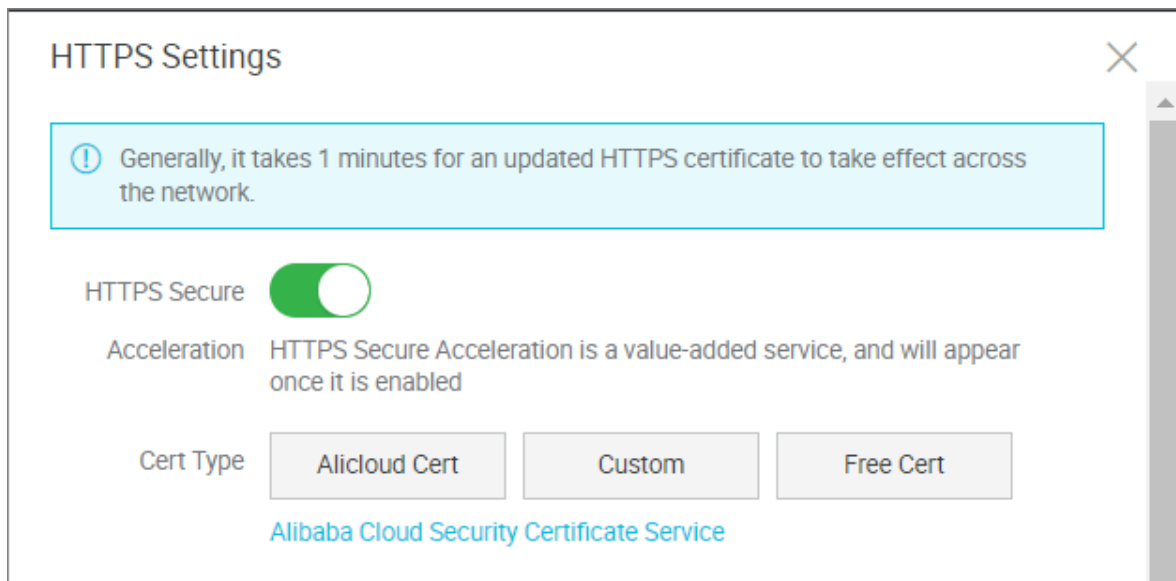 HTTPS Settings
Generally, it takes 1 minutes for an updated HTTPS certificate to take effect across
the network.
HTTPS Secure
Acceleration HTTPS Secure Acceleration is a value-added service, and will appear
once it is enabled
Cert Type Alicloud Cert Custom Free Cert
Alibaba Cloud Security Certificate Service